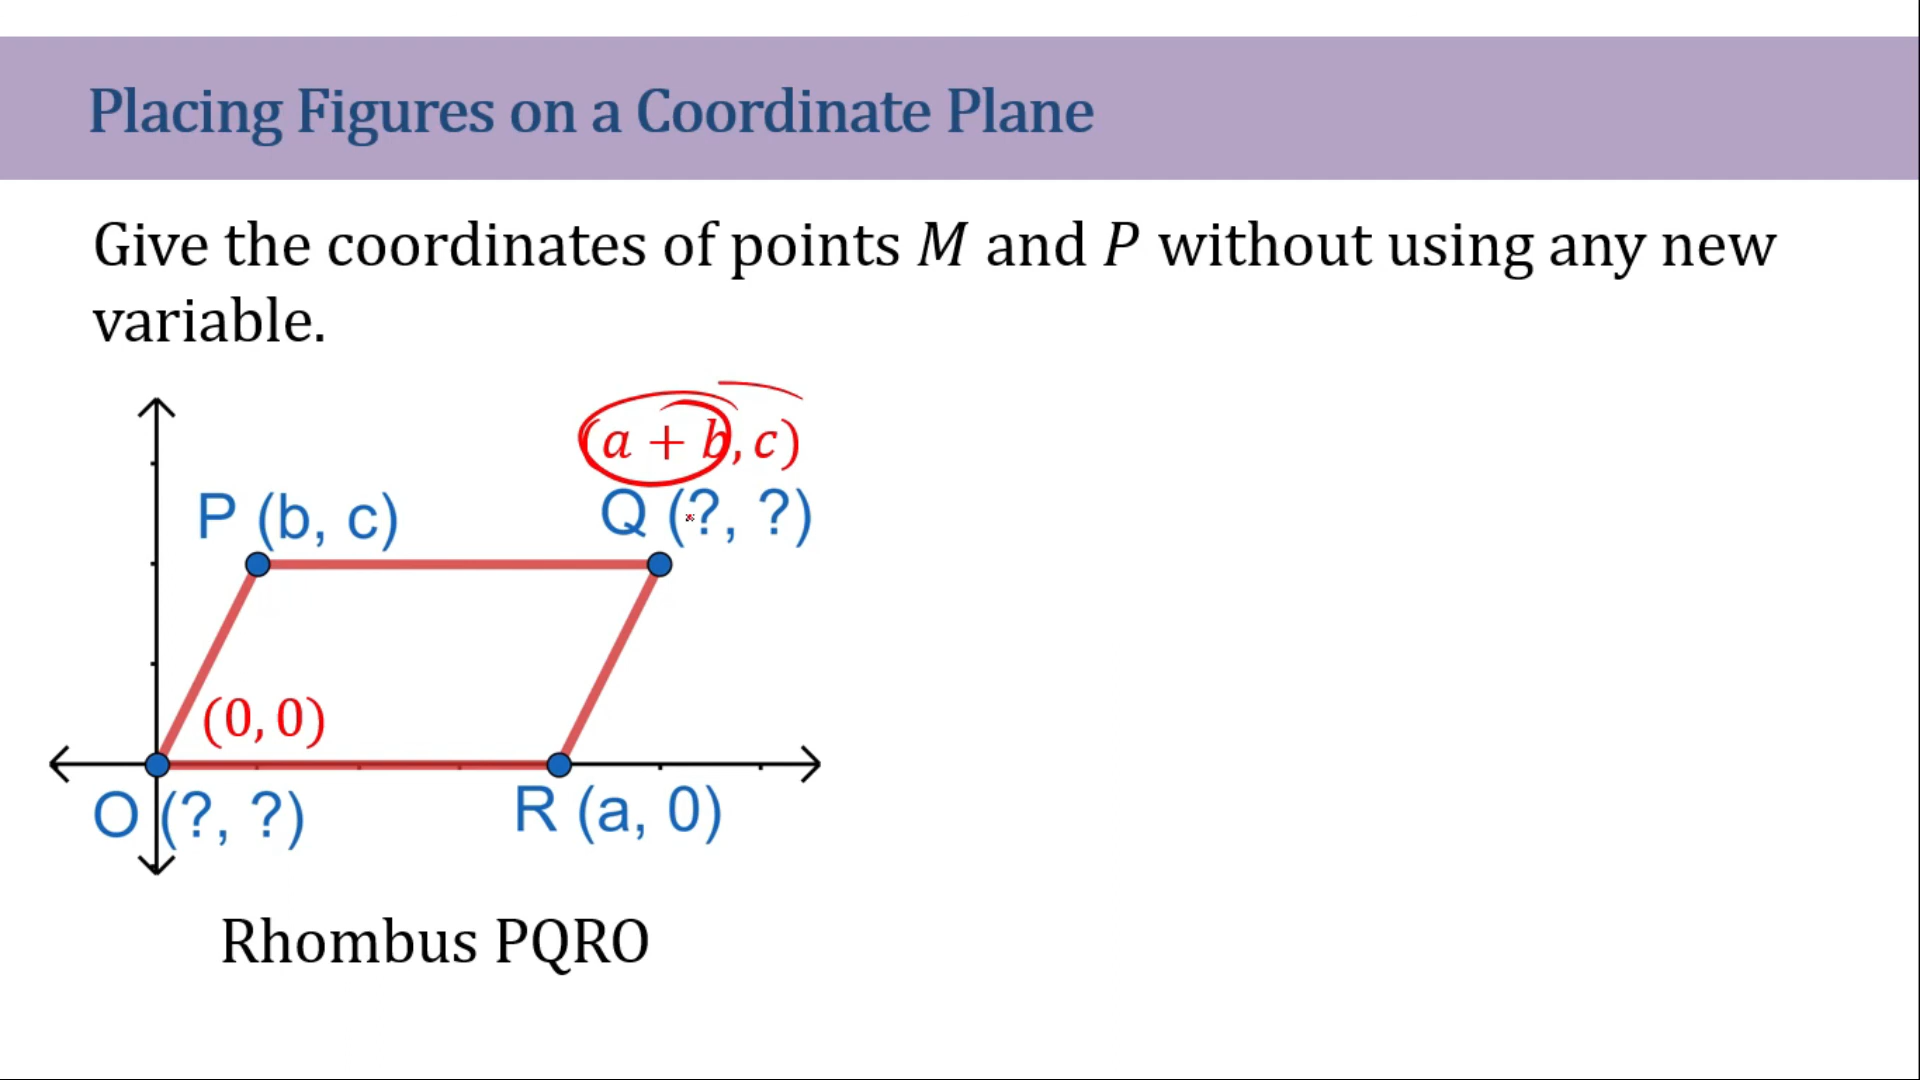 Placing Figures on a Coordinate Plane
Give the coordinates of points M and P without using any new
variable.
(a + b, c)
P (b, c)
Q (?, ?)
(0, 0)
O (?, ?)
R (a, 0)
Rhombus PQRO